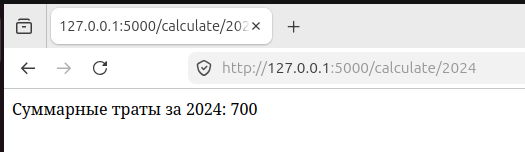 127.0.0.1:5000/calculate/202
http://127.0.0.1:5000/calculate/2024
Суммарные траты за 2024: 700